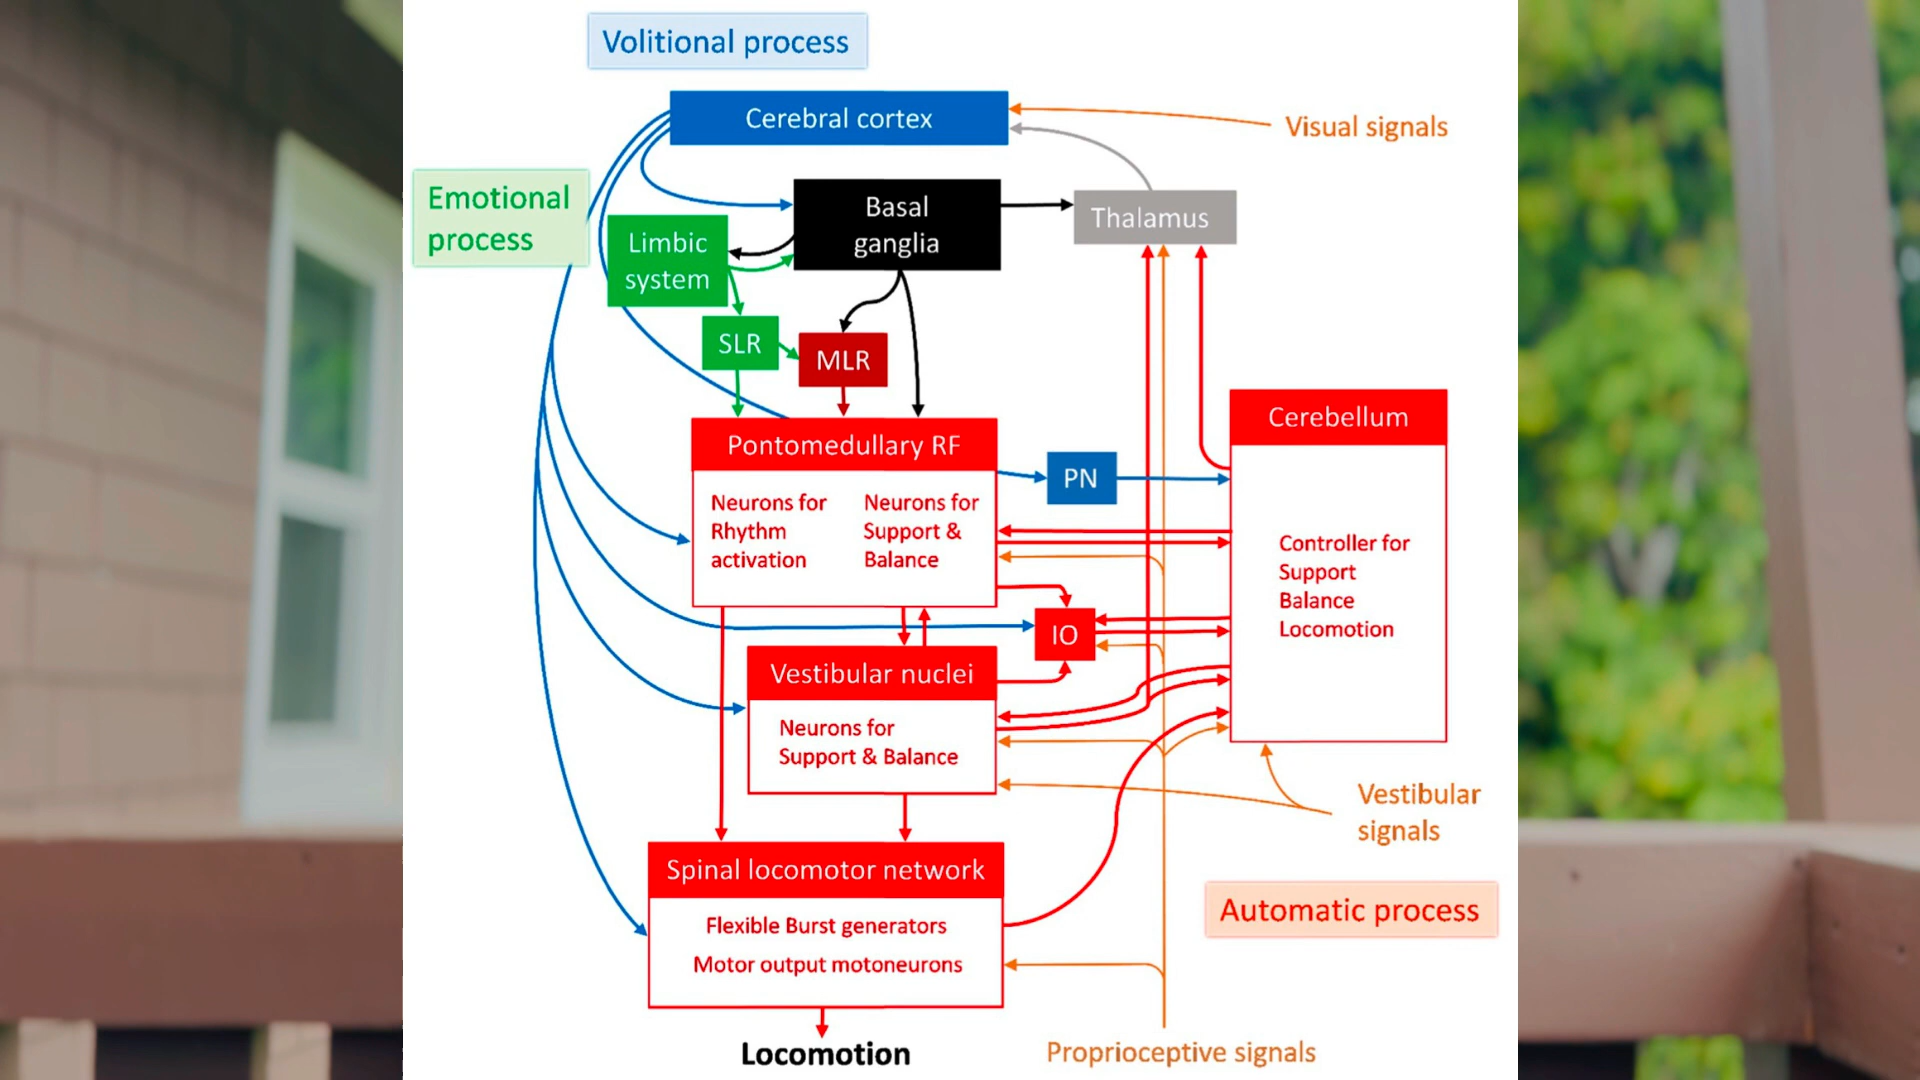 Volitional process
Cerebral cortex
Visual signals
Emotional
process
Basal
ganglia
Thalamus
Limbic
system
SLR
MLR
Cerebellum
Pontomedullary RF
PN
Neurons for
Rhythm
activation
Neurons for
Support &
Balance
Controller for
Support
Balance
Locomotion
IO
Vestibular nuclei
Neurons for
Support & Balance
Vestibular
signals
Spinal locomotor network
Flexible Burst generators
Motor output motoneurons
Automatic process
Locomotion
Proprioceptive signals